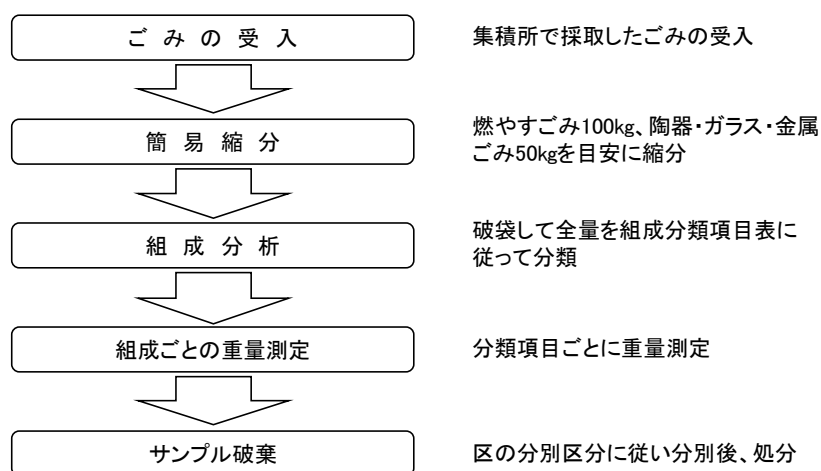 ごみの受入
集積所で採取したごみの受入
簡易縮分
燃やすごみ100㎏、陶器・ガラス・金属
ごみ50㎏を目安に縮分
組成分析
破袋して全量を組成分類項目表に
従って分類
組成ごとの重量測定
分類項目ごとに重量測定
サンプル破棄
区の分別区分に従い分別後、処分